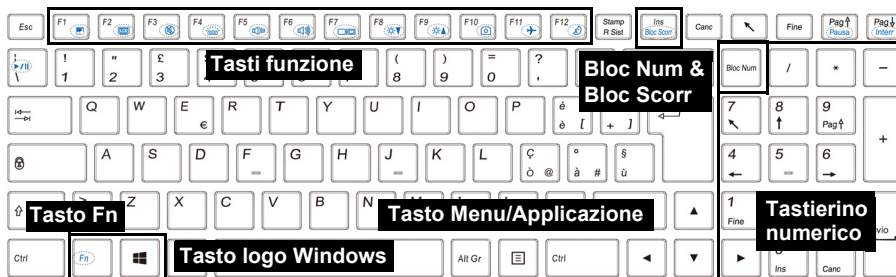 Esc F1 F2 F3 F4 F5 F6 F7 F8 F9 F10 F11 F12 Stamp R Sist Ins Bloc Scorr Canc Fine Pag Pausa Pag Interr
\ ! 1 " 2 £ 3 Tasti funzione ( 8 ) 9 = 0 ? ' Bloc Num & Bloc Scorr Bloc Num / * −
Q W E € R T Y U I O P é è [ + ] 7 8 9 Pag +
A S D F G H J K L ç ò @ ° à # § ù 4 5 6
Tasto Fn Z X C V B N Tasto Menu/Applicazione 1 Fine Tastierino numerico
Ctrl Fn Tasto logo Windows Alt Gr Ctrl Ins Canc